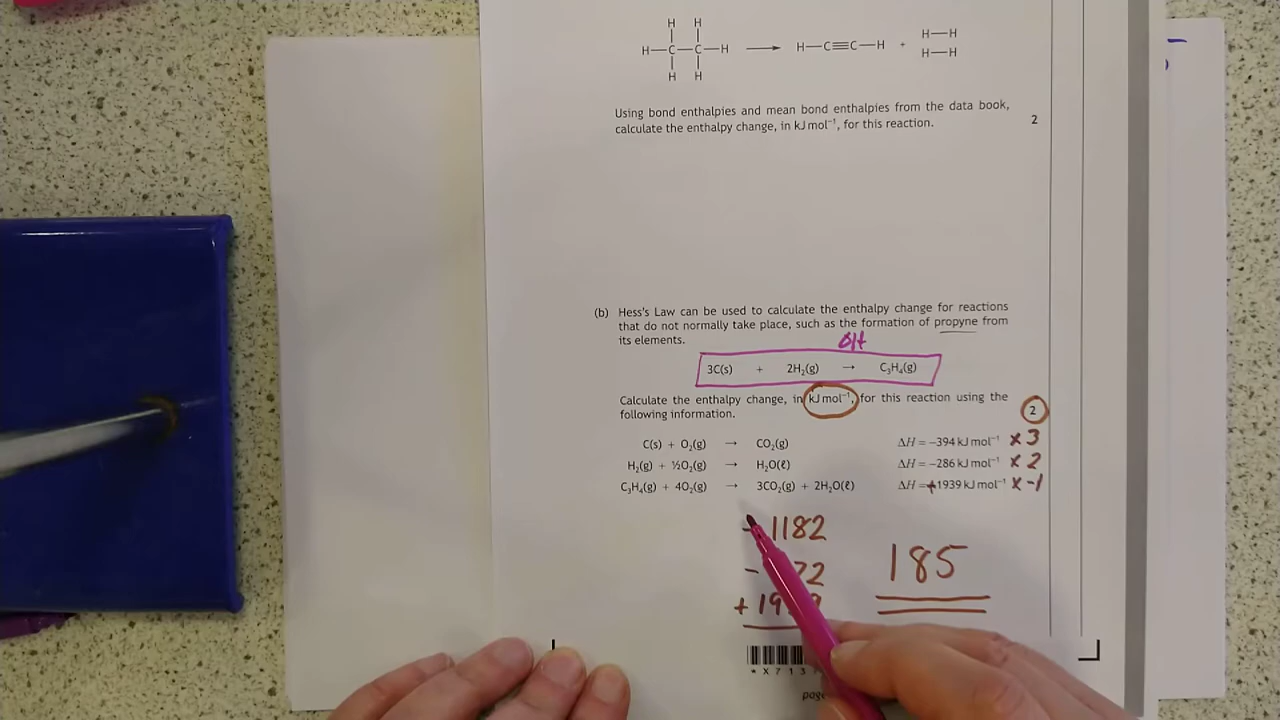 H H
H—C—C—H → H—C≡C—H + H—H
H H
H—H
Using bond enthalpies and mean bond enthalpies from the data book,
calculate the enthalpy change, in kJ mol⁻¹, for this reaction. 2
(b) Hess's Law can be used to calculate the enthalpy change for reactions
that do not normally take place, such as the formation of propyne from
its elements.
3C(s) + 2H₂(g) → C₃H₄(g)
Calculate the enthalpy change, in kJ mol⁻¹, for this reaction using the 2
following information.
C(s) + O₂(g) → CO₂(g) ΔH = −394 kJ mol⁻¹ × 3
H₂(g) + ½O₂(g) → H₂O(ℓ) ΔH = −286 kJ mol⁻¹ × 2
C₃H₄(g) + 4O₂(g) → 3CO₂(g) + 2H₂O(ℓ) ΔH =+1939 kJ mol⁻¹ × -1
- 1182
185